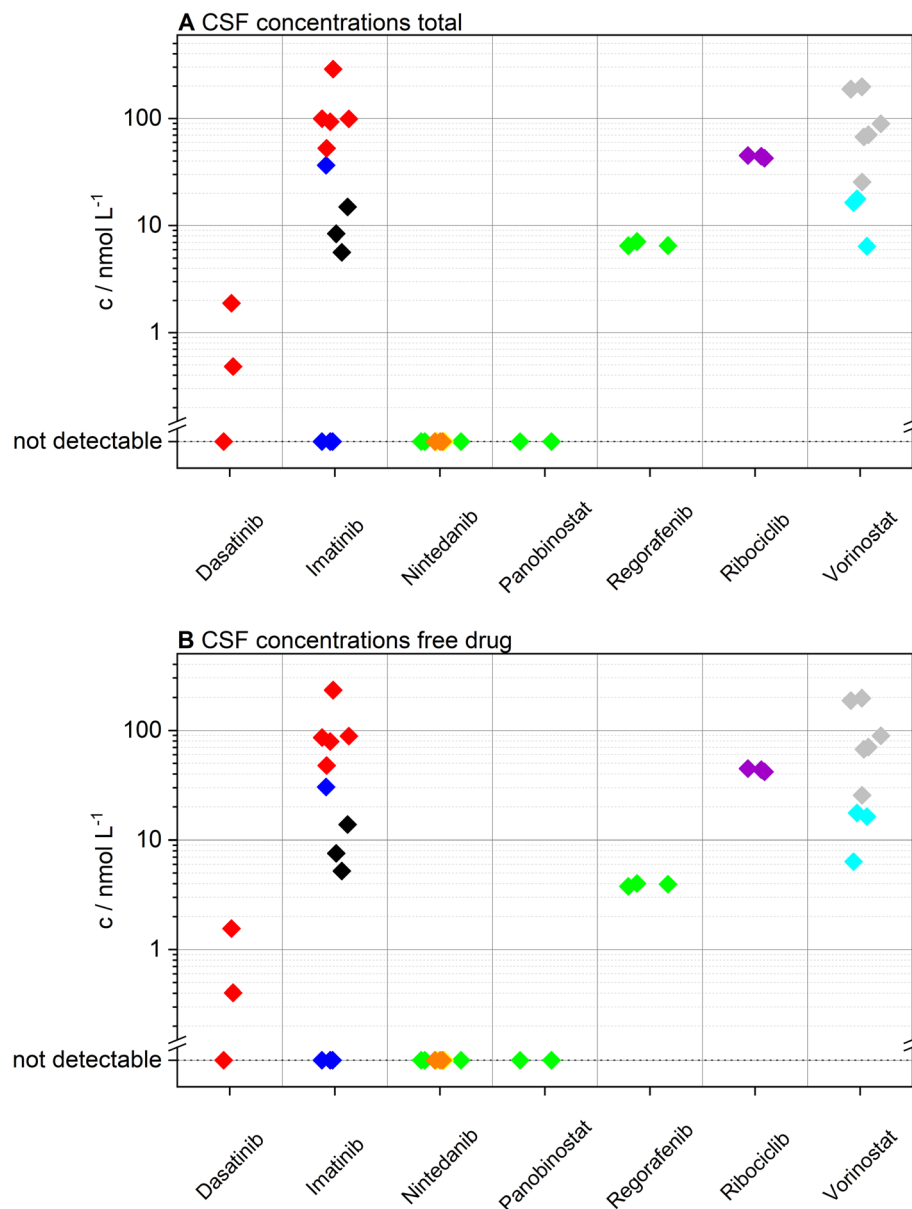 A CSF concentrations total
c / nmol L⁻¹
100
10
1
not detectable
Dasatinib
Imatinib
Nintedanib
Panobinostat
Regorafenib
Ribociclib
Vorinostat
B CSF concentrations free drug
c / nmol L⁻¹
100
10
1
not detectable
Dasatinib
Imatinib
Nintedanib
Panobinostat
Regorafenib
Ribociclib
Vorinostat